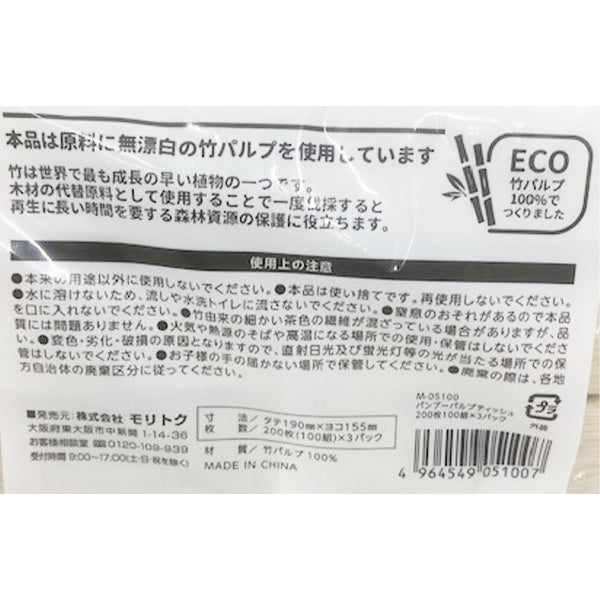 本品は原料に無漂白の竹パルプを使用しています
竹は世界で最も成長の早い植物の一つです。
木材の代替原料として使用することで一度伐採すると
再生に長い時間を要する森林資源の保護に役立ちます。
ECO
竹パルプ
100%で
つくりました
使用上の注意
●本来の用途以外に使用しないでください。●本品は使い捨てです。再使用しないでください。
●水に溶けないため、流しや水洗トイレに流さないでください。●窒息のおそれがあるので本品
を口に入れないでください。●竹由来の細かい茶色の繊維が混ざっている場合がありますが、品
質には問題ありません。●火気や熱源のそばや高温になる場所での使用・保管はしないでくださ
い。●変色・劣化・破損の原因となりますので、直射日光及び蛍光灯等の光が当たる場所での保
管はしないでください。●お子様の手の届かない場所で保管してください。●廃棄の際は、各地
方自治体の廃棄区分に従ってください。
■発売元:株式会社 モリトク
大阪府東大阪市中新開1-14-36
お客様相談室 0120-109-939
受付時間 9:00~17:00(土・日・祝を除く)
寸法/タテ190mm×ヨコ155mm
枚数/200枚(100組)×3パック
材質/竹パルプ100%
MADE IN CHINA
M-05100
バンブーパルプティッシュ
200枚100組×3パック
プラ
外装
4 964549 051007